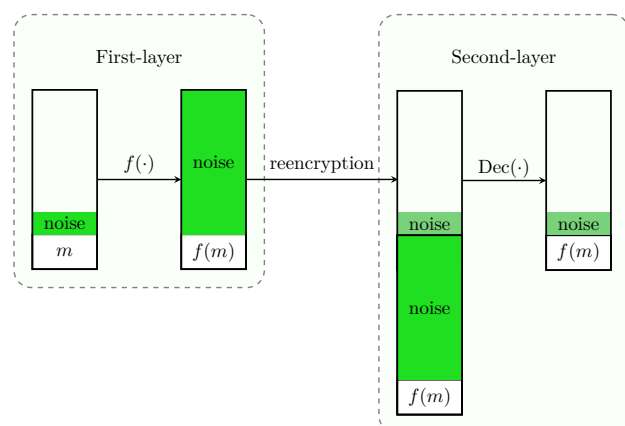 First-layer
Second-layer
noise
m
f(·)
noise
f(m)
reencryption
noise
noise
f(m)
Dec(·)
noise
f(m)